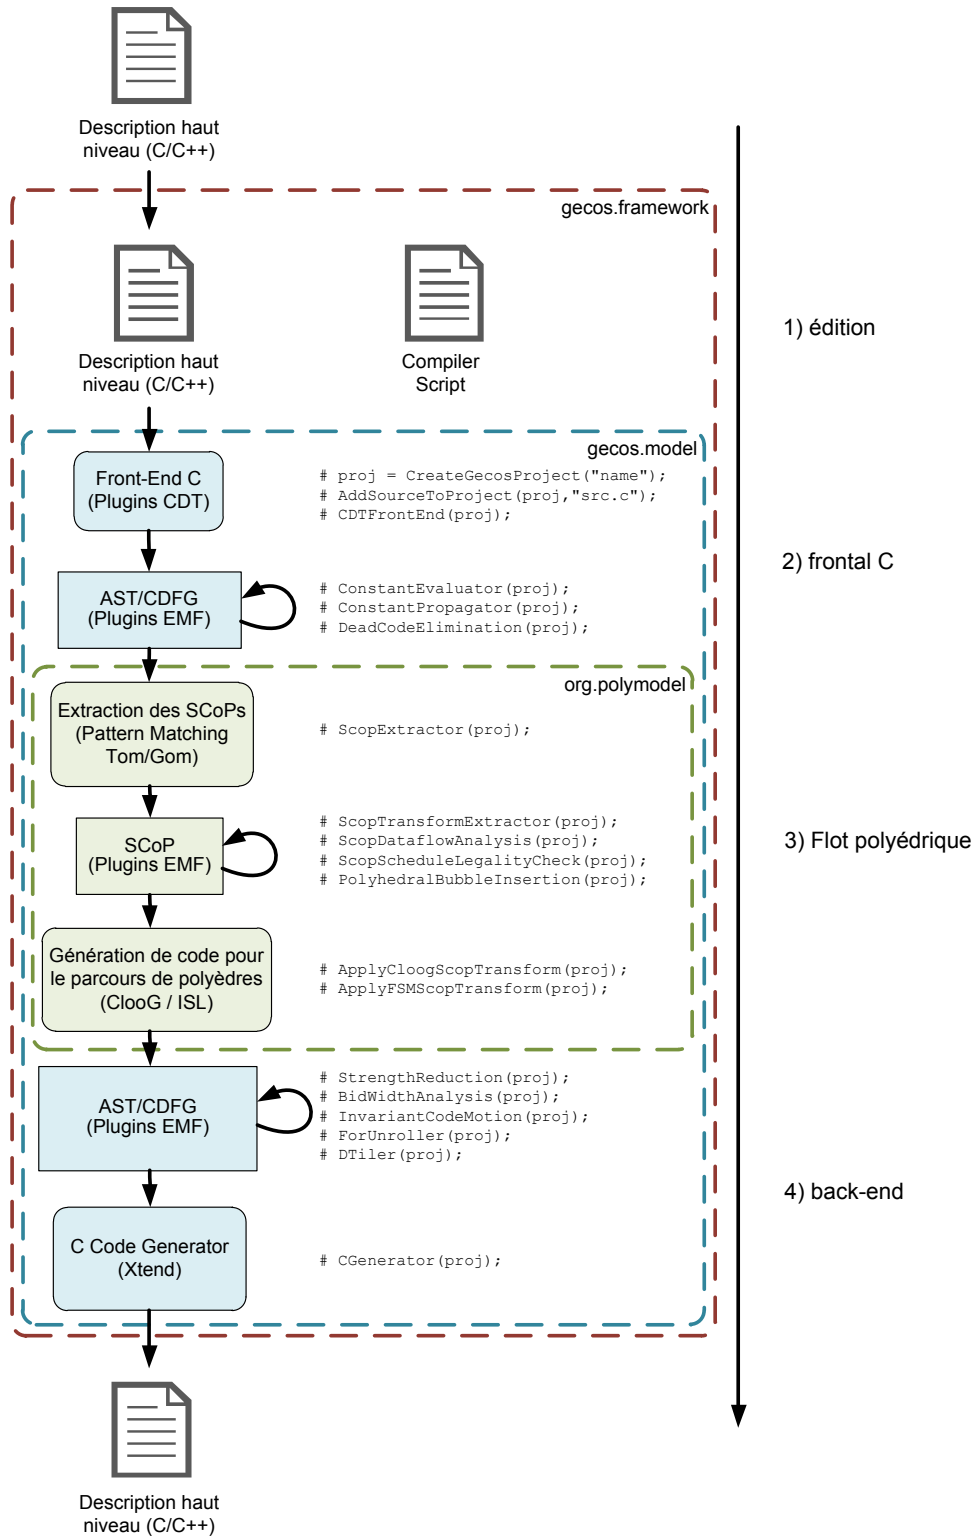 Description haut
niveau (C/C++)
gecos.framework
Description haut
niveau (C/C++)
Compiler
Script
1) édition
gecos.model
Front-End C
(Plugins CDT)
# proj = CreateGecosProject("name");
# AddSourceToProject(proj,"src.c");
# CDTFrontEnd(proj);
2) frontal C
AST/CDFG
(Plugins EMF)
# ConstantEvaluator(proj);
# ConstantPropagator(proj);
# DeadCodeElimination(proj);
org.polymodel
Extraction des SCoPs
(Pattern Matching
Tom/Gom)
# ScopExtractor(proj);
SCoP
(Plugins EMF)
# ScopTransformExtractor(proj);
# ScopDataflowAnalysis(proj);
# ScopScheduleLegalityCheck(proj);
# PolyhedralBubbleInsertion(proj);
3) Flot polyédrique
Génération de code pour
le parcours de polyèdres
(ClooG / ISL)
# ApplyCloogScopTransform(proj);
# ApplyFSMScopTransform(proj);
AST/CDFG
(Plugins EMF)
# StrengthReduction(proj);
# BidWidthAnalysis(proj);
# InvariantCodeMotion(proj);
# ForUnroller(proj);
# DTiler(proj);
4) back-end
C Code Generator
(Xtend)
# CGenerator(proj);
Description haut
niveau (C/C++)